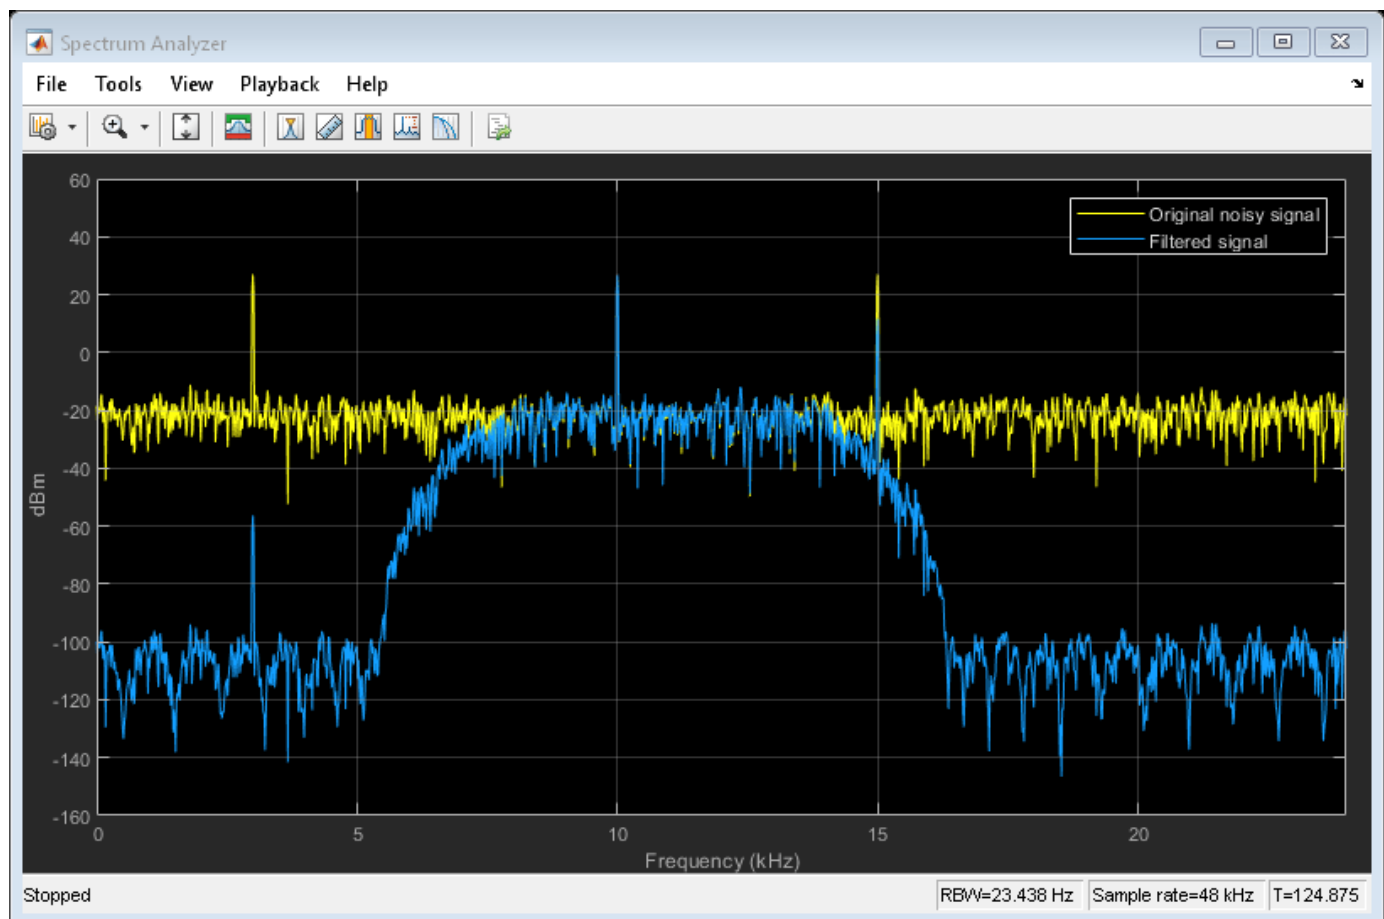 Spectrum Analyzer
File Tools View Playback Help
60
40
20
0
-20
-40
-60
-80
-100
-120
-140
-160
dBm
Original noisy signal
Filtered signal
0 5 10 15 20
Frequency (kHz)
Stopped RBW=23.438 Hz Sample rate=48 kHz T=124.875